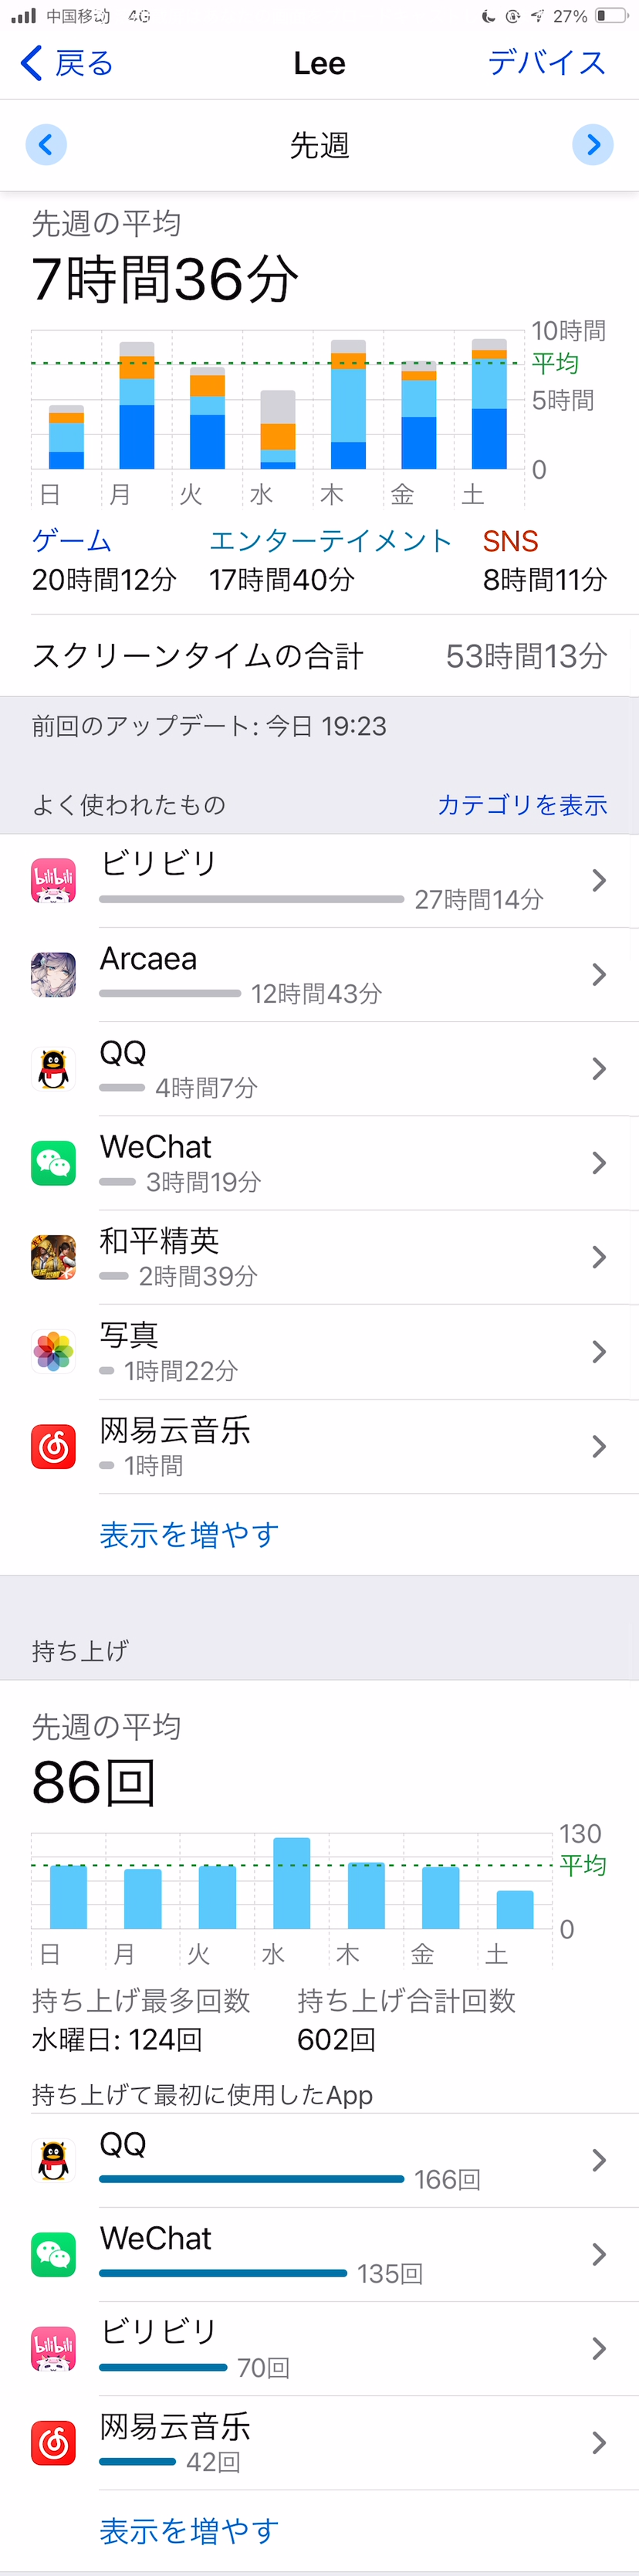 中国移动 4G 27%
戻る Lee デバイス
先週
先週の平均
7時間36分
10時間
平均
5時間
0
日 月 火 水 木 金 土
ゲーム エンターテイメント SNS
20時間12分 17時間40分 8時間11分
スクリーンタイムの合計 53時間13分
前回のアップデート: 今日 19:23
よく使われたもの カテゴリを表示
bilibili
ビリビリ
27時間14分
Arcaea
12時間43分
QQ
4時間7分
WeChat
3時間19分
和平精英
2時間39分
写真
1時間22分
网易云音乐
1時間
表示を増やす
持ち上げ
先週の平均
86回
130
平均
0
日 月 火 水 木 金 土
持ち上げ最多回数 持ち上げ合計回数
水曜日: 124回 602回
持ち上げて最初に使用したApp
QQ
166回
WeChat
135回
bilibili
ビリビリ
70回
网易云音乐
42回
表示を増やす